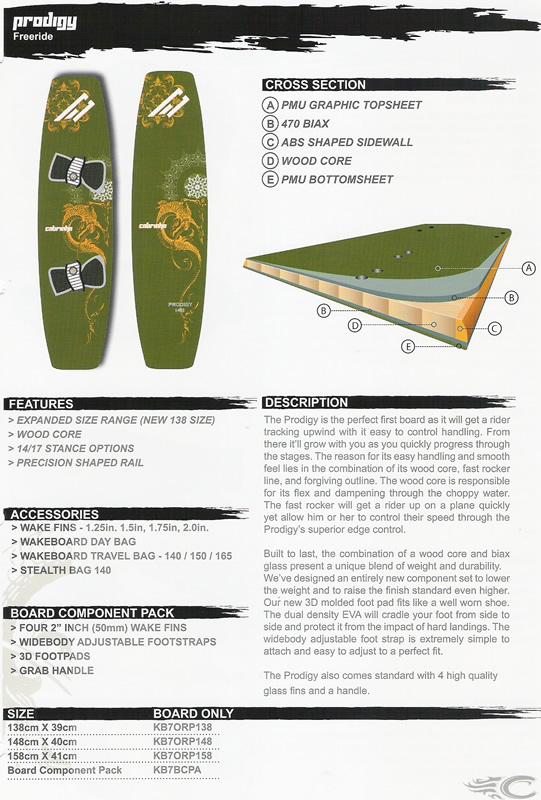 prodigy
Freeride
CROSS SECTION
A PMU GRAPHIC TOPSHEET
B 470 BIAX
C ABS SHAPED SIDEWALL
D WOOD CORE
E PMU BOTTOMSHEET
cabrinha
cabrinha
PRODIGY
148
A
B
B
C
D
E
FEATURES
> EXPANDED SIZE RANGE (NEW 138 SIZE)
> WOOD CORE
> 14/17 STANCE OPTIONS
> PRECISION SHAPED RAIL
ACCESSORIES
> WAKE FINS - 1.25in. 1.5in, 1.75in, 2.0in.
> WAKEBOARD DAY BAG
> WAKEBOARD TRAVEL BAG - 140 / 150 / 165
> STEALTH BAG 140
BOARD COMPONENT PACK
> FOUR 2" INCH (50mm) WAKE FINS
> WIDEBODY ADJUSTABLE FOOTSTRAPS
> 3D FOOTPADS
> GRAB HANDLE
DESCRIPTION
The Prodigy is the perfect first board as it will get a rider
tracking upwind with it easy to control handling. From
there it'll grow with you as you quickly progress through
the stages. The reason for its easy handling and smooth
feel lies in the combination of its wood core, fast rocker
line, and forgiving outline. The wood core is responsible
for its flex and dampening through the choppy water.
The fast rocker will get a rider up on a plane quickly
yet allow him or her to control their speed through the
Prodigy's superior edge control.
Built to last, the combination of a wood core and biax
glass present a unique blend of weight and durability.
We've designed an entirely new component set to lower
the weight and to raise the finish standard even higher.
Our new 3D molded foot pad fits like a well worn shoe.
The dual density EVA will cradle your foot from side to
side and protect it from the impact of hard landings. The
widebody adjustable foot strap is extremely simple to
attach and easy to adjust to a perfect fit.
The Prodigy also comes standard with 4 high quality
glass fins and a handle.
SIZE BOARD ONLY
138cm X 39cm KB7ORP138
148cm X 40cm KB7ORP148
158cm X 41cm KB7ORP158
Board Component Pack KB7BCPA